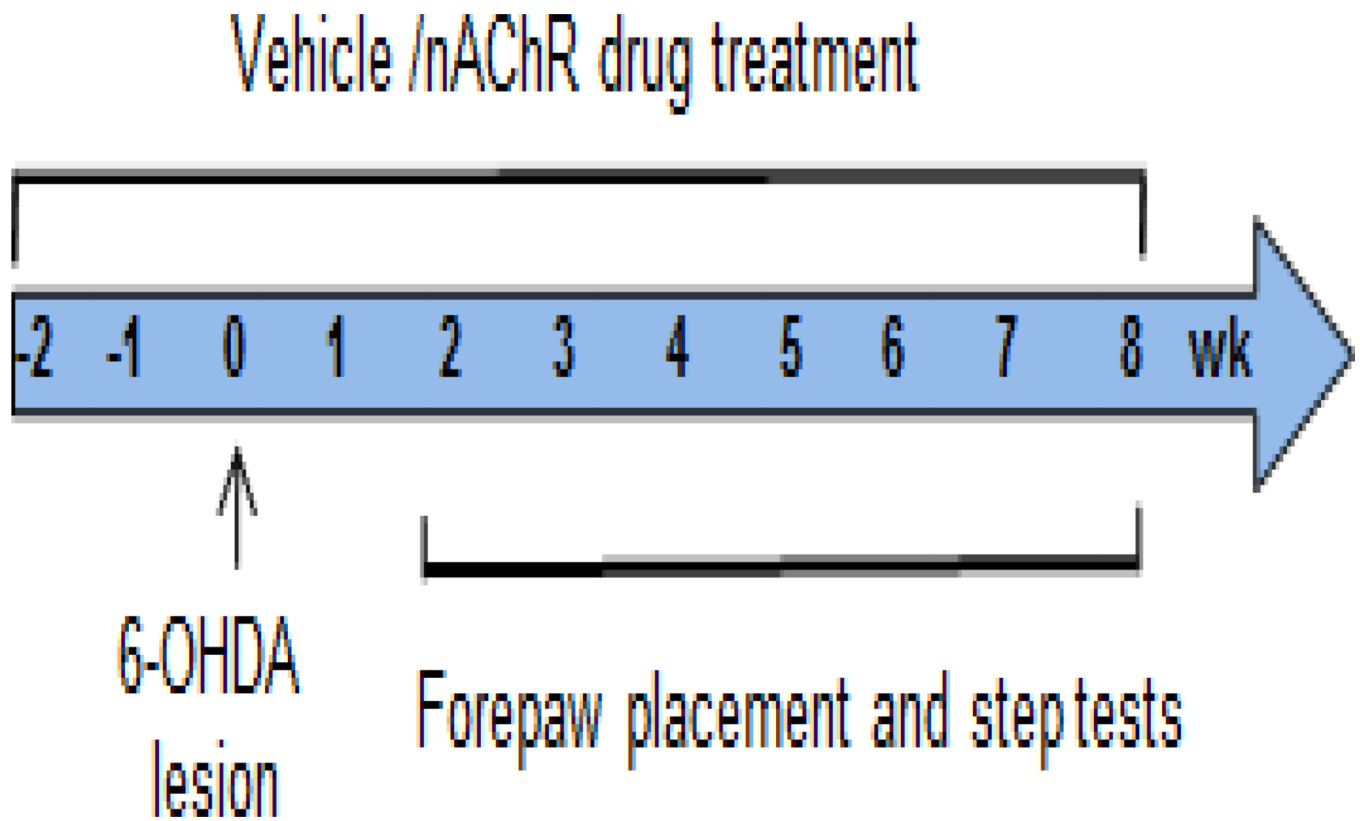 Vehicle /nAChR drug treatment
-2 -1 0 1 2 3 4 5 6 7 8 wk
6-OHDA
lesion
Forepaw placement and step tests